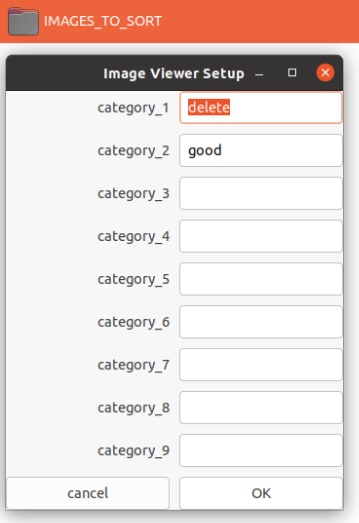 IMAGES_TO_SORT
Image Viewer Setup
category_1 delete
category_2 good
category_3
category_4
category_5
category_6
category_7
category_8
category_9
cancel OK